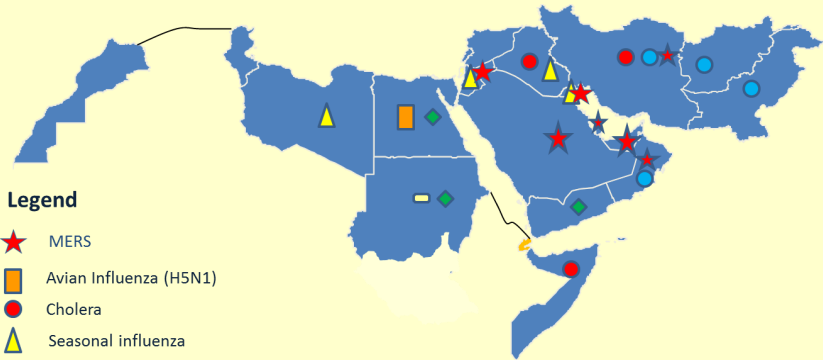 Legend
MERS
Avian Influenza (H5N1)
Cholera
Seasonal influenza